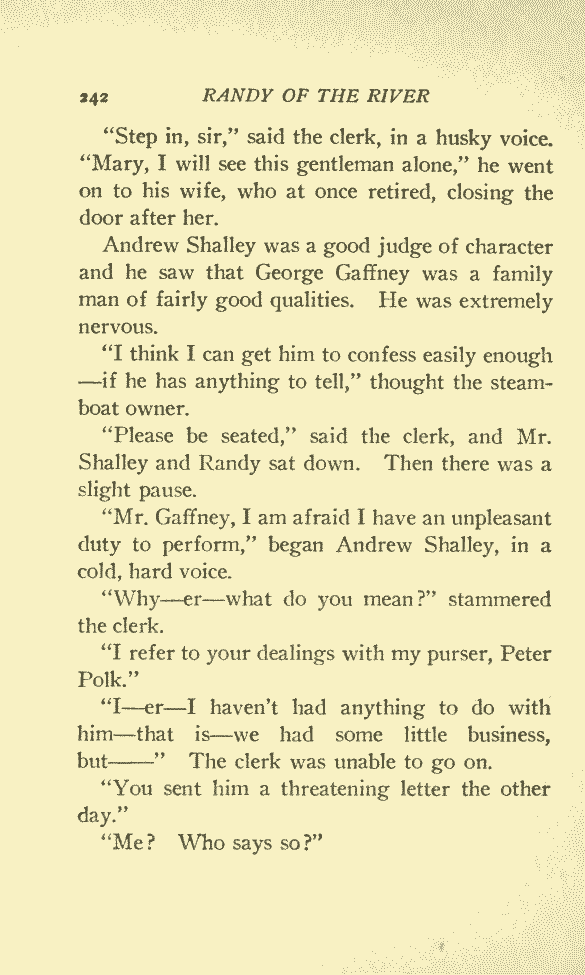 242 RANDY OF THE RIVER
"Step in, sir," said the clerk, in a husky voice.
"Mary, I will see this gentleman alone," he went
on to his wife, who at once retired, closing the
door after her.
Andrew Shalley was a good judge of character
and he saw that George Gaffney was a family
man of fairly good qualities. He was extremely
nervous.
"I think I can get him to confess easily enough
—if he has anything to tell," thought the steam-
boat owner.
"Please be seated," said the clerk, and Mr.
Shalley and Randy sat down. Then there was a
slight pause.
"Mr. Gaffney, I am afraid I have an unpleasant
duty to perform," began Andrew Shalley, in a
cold, hard voice.
"Why—er—what do you mean?" stammered
the clerk.
"I refer to your dealings with my purser, Peter
Polk."
"I—er—I haven't had anything to do with
him—that is—we had some little business,
but——" The clerk was unable to go on.
"You sent him a threatening letter the other
day."
"Me? Who says so?"